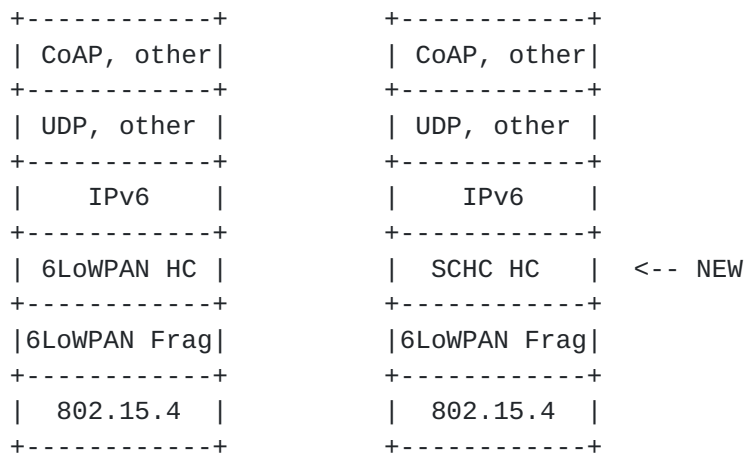 +------------+          +------------+
| CoAP, other|          | CoAP, other|
+------------+          +------------+
| UDP, other |          | UDP, other |
+------------+          +------------+
|    IPv6    |          |    IPv6    |
+------------+          +------------+
| 6LoWPAN HC |          |  SCHC HC   |  <-- NEW
+------------+          +------------+
|6LoWPAN Frag|          |6LoWPAN Frag|
+------------+          +------------+
|  802.15.4  |          |  802.15.4  |
+------------+          +------------+